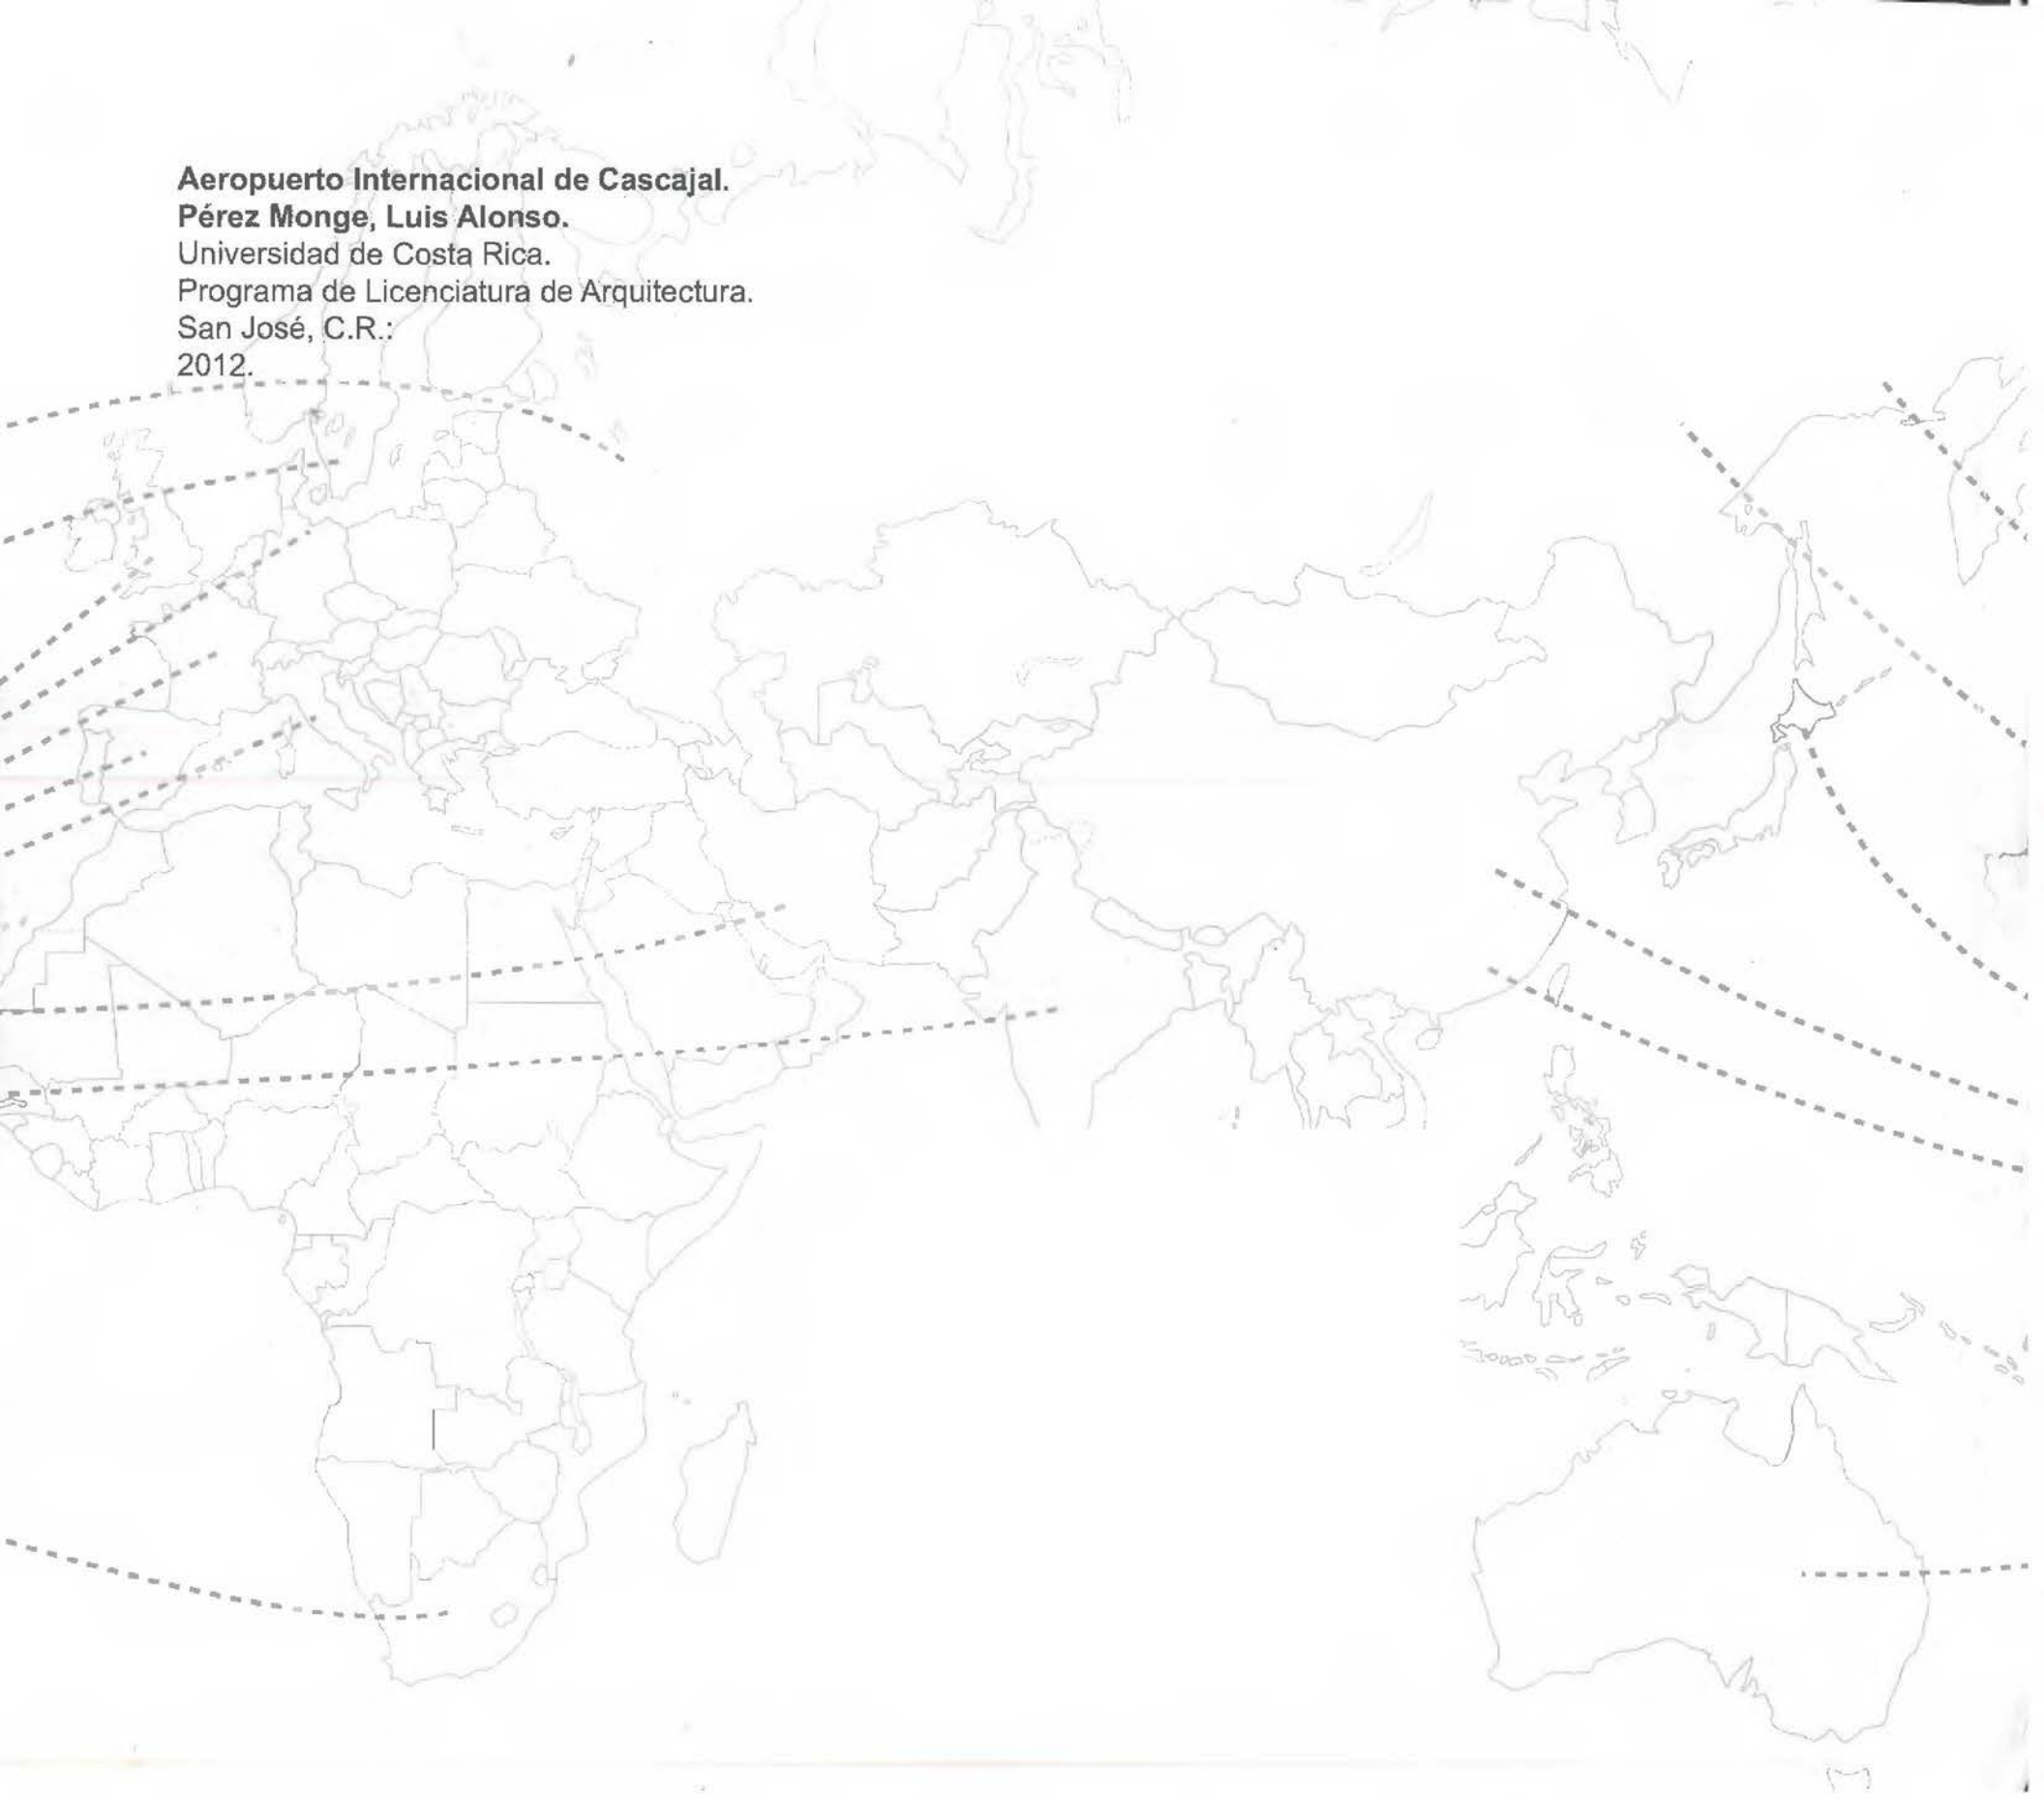 Aeropuerto Internacional de Cascajal.
Pérez Monge, Luis Alonso.
Universidad de Costa Rica.
Programa de Licenciatura de Arquitectura.
San José, C.R.:
2012.